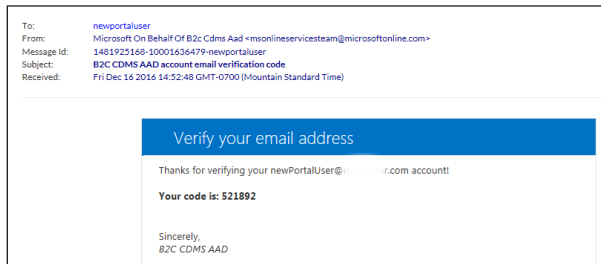 To: newportaluser
From: Microsoft On Behalf Of B2c Cdms Aad <msonlineservicesteam@microsoftonline.com>
Message Id: 1481925168-10001636479-newportaluser
Subject: B2C CDMS AAD account email verification code
Received: Fri Dec 16 2016 14:52:48 GMT-0700 (Mountain Standard Time)
Verify your email address
Thanks for verifying your newPortalUser@ .com account!
Your code is: 521892
Sincerely,
B2C CDMS AAD